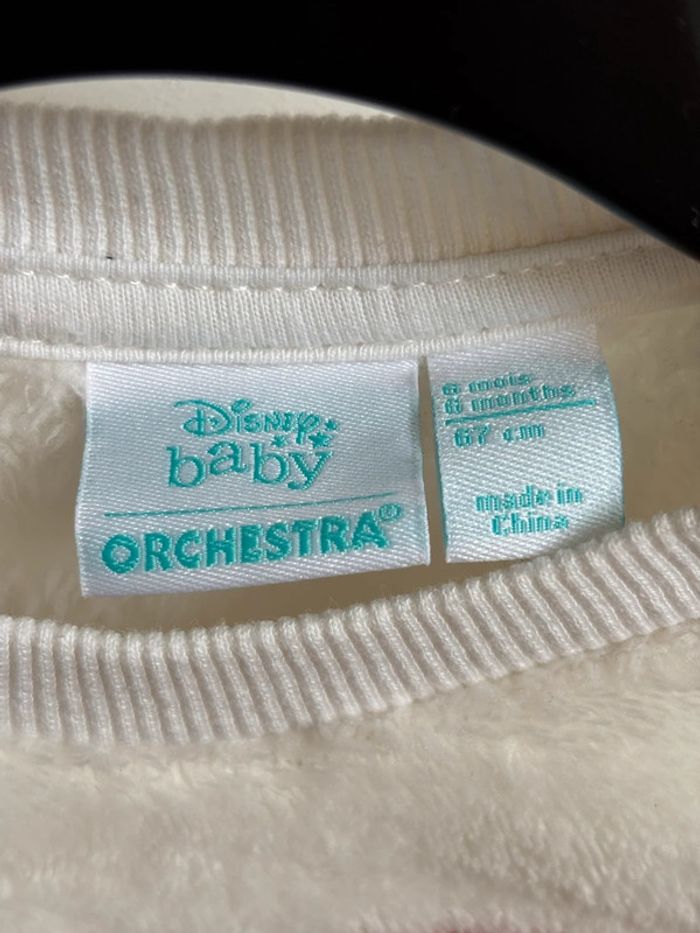 Disney
baby
ORCHESTRA®
6 mois
6 months
67 cm
made in
China